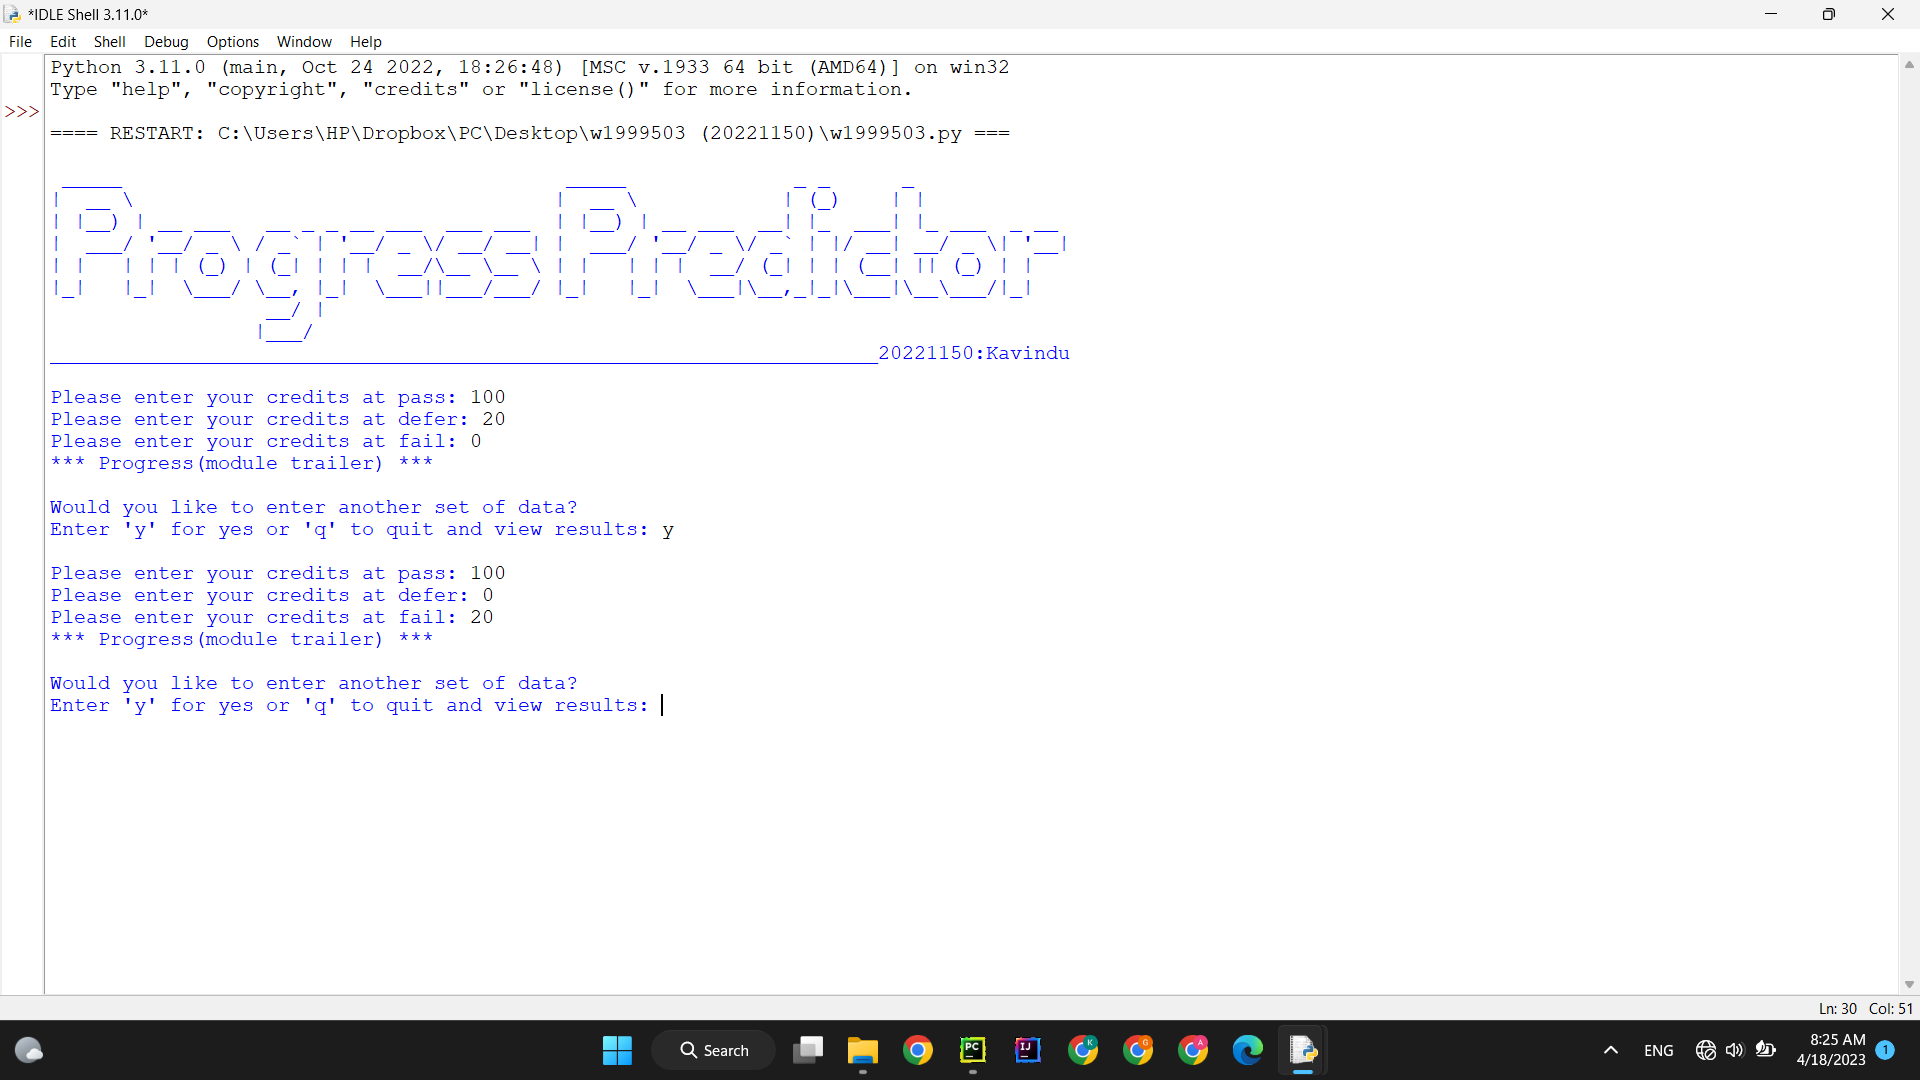 *IDLE Shell 3.11.0*
File Edit Shell Debug Options Window Help
Python 3.11.0 (main, Oct 24 2022, 18:26:48) [MSC v.1933 64 bit (AMD64)] on win32
Type "help", "copyright", "credits" or "license()" for more information.
>>>
==== RESTART: C:\Users\HP\Dropbox\PC\Desktop\w1999503 (20221150)\w1999503.py ===
Progress Predictor
20221150:Kavindu
Please enter your credits at pass: 100
Please enter your credits at defer: 20
Please enter your credits at fail: 0
*** Progress(module trailer) ***
Would you like to enter another set of data?
Enter 'y' for yes or 'q' to quit and view results: y
Please enter your credits at pass: 100
Please enter your credits at defer: 0
Please enter your credits at fail: 20
*** Progress(module trailer) ***
Would you like to enter another set of data?
Enter 'y' for yes or 'q' to quit and view results:
Ln: 30 Col: 51
Search
PC
IJ
K
G
A
ENG
8:25 AM
4/18/2023
1